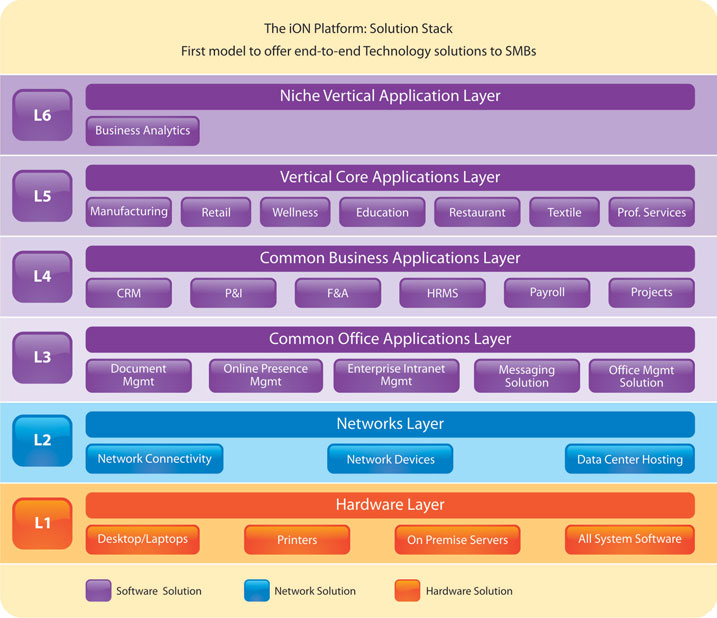 The iON Platform: Solution Stack
First model to offer end-to-end Technology solutions to SMBs
L6
Niche Vertical Application Layer
Business Analytics
L5
Vertical Core Applications Layer
Manufacturing
Retail
Wellness
Education
Restaurant
Textile
Prof. Services
L4
Common Business Applications Layer
CRM
P&I
F&A
HRMS
Payroll
Projects
L3
Common Office Applications Layer
Document
Mgmt
Online Presence
Mgmt
Enterprise Intranet
Mgmt
Messaging
Solution
Office Mgmt
Solution
L2
Networks Layer
Network Connectivity
Network Devices
Data Center Hosting
L1
Hardware Layer
Desktop/Laptops
Printers
On Premise Servers
All System Software
Software Solution
Network Solution
Hardware Solution